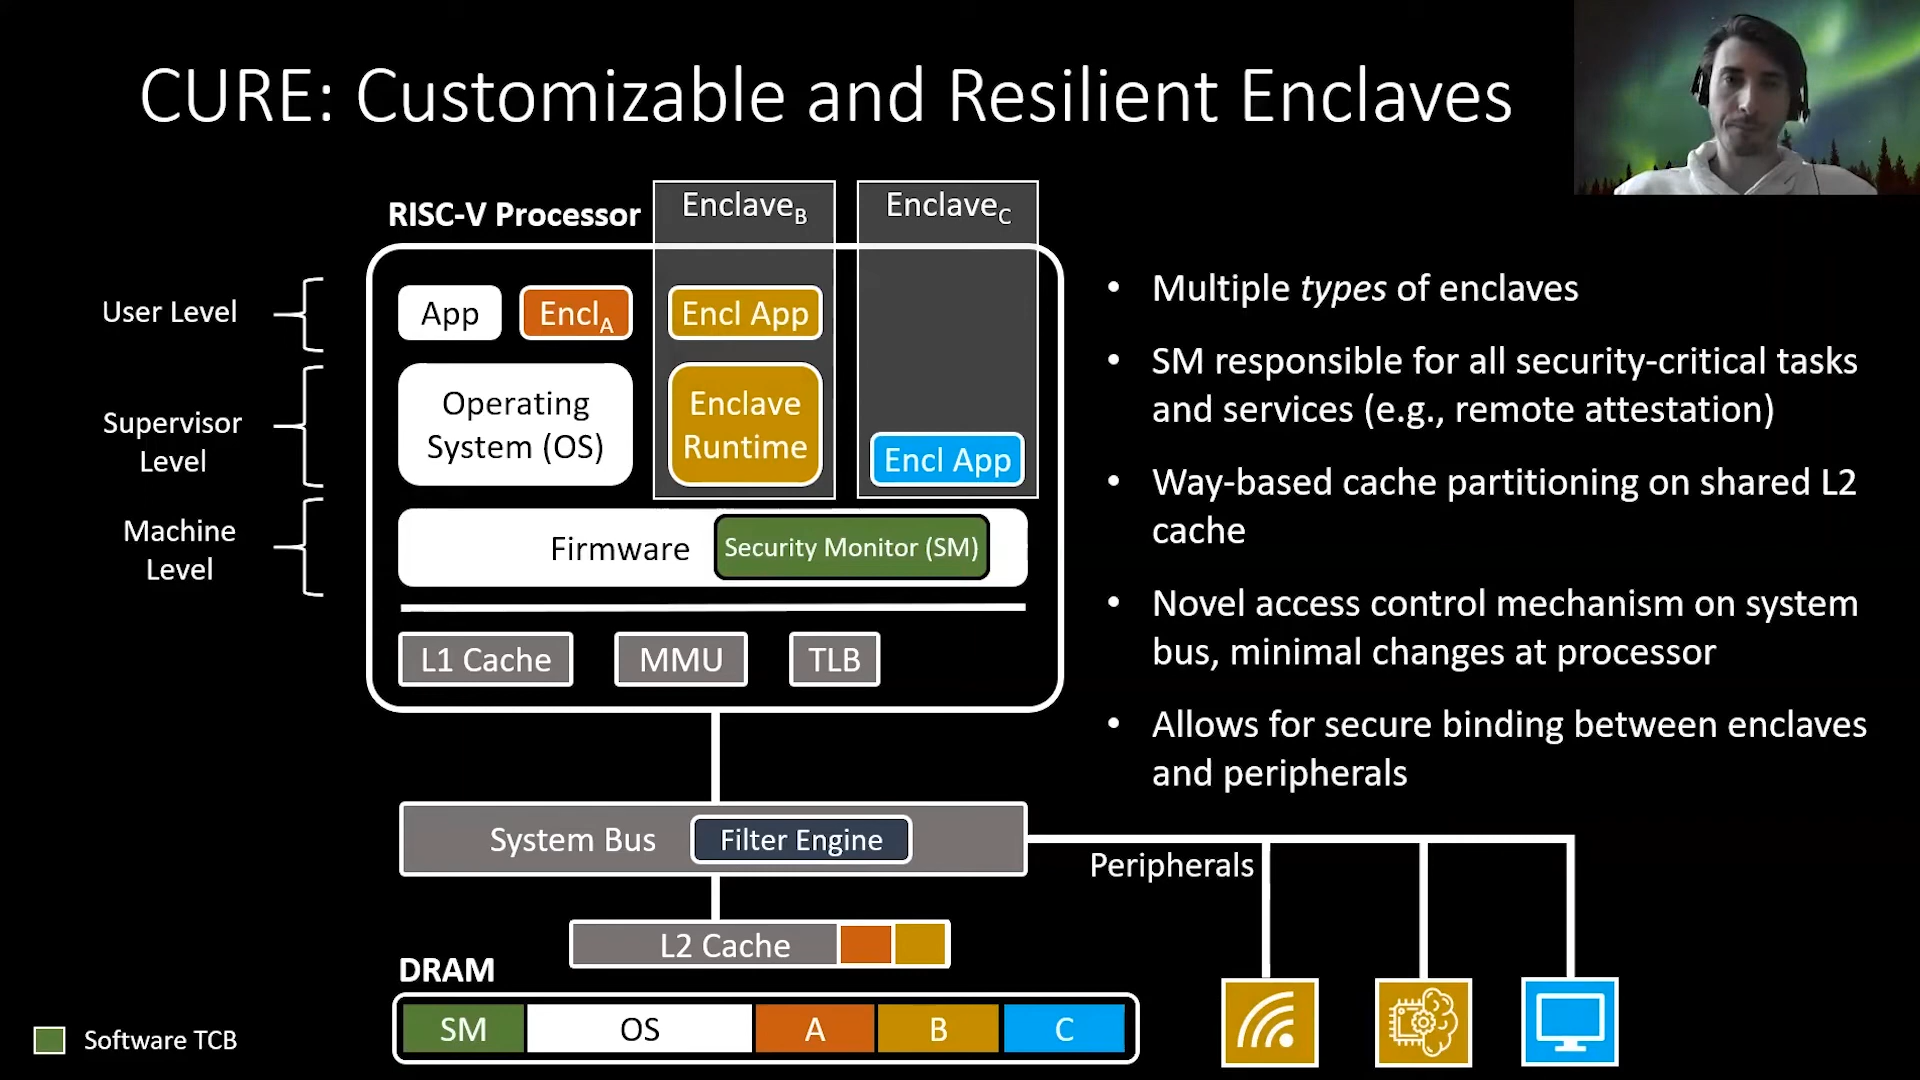 CURE: Customizable and Resilient Enclaves
RISC-V Processor
EnclaveB
EnclaveC
User Level
App
EnclA
Encl App
Supervisor
Level
Operating
System (OS)
Enclave
Runtime
Encl App
Machine
Level
Firmware
Security Monitor (SM)
L1 Cache
MMU
TLB
• Multiple types of enclaves
• SM responsible for all security-critical tasks
and services (e.g., remote attestation)
• Way-based cache partitioning on shared L2
cache
• Novel access control mechanism on system
bus, minimal changes at processor
• Allows for secure binding between enclaves
and peripherals
System Bus
Filter Engine
Peripherals
L2 Cache
DRAM
SM
OS
A
B
C
Software TCB